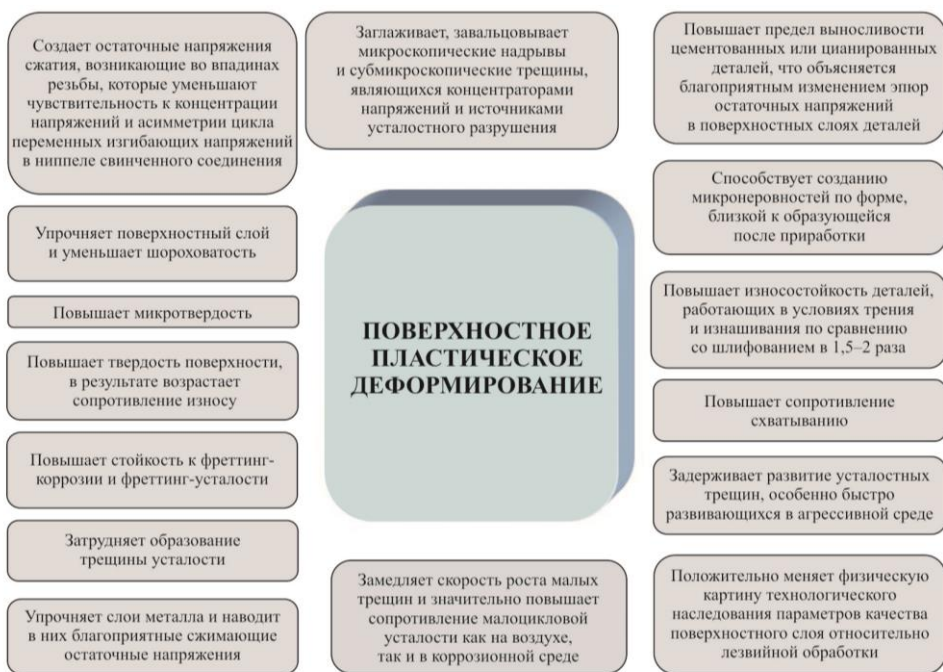 Создает остаточные напряжения
сжатия, возникающие во впадинах
резьбы, которые уменьшают
чувствительность к концентрации
напряжений и асимметрии цикла
переменных изгибающих напряжений
в ниппеле свинченного соединения
Упрочняет поверхностный слой
и уменьшает шороховатость
Повышает микротвердость
Повышает твердость поверхности,
в результате возрастает
сопротивление износу
Повышает стойкость к фреттинг-
коррозии и фреттинг-усталости
Затрудняет образование
трещины усталости
Упрочняет слои металла и наводит
в них благоприятные сжимающие
остаточные напряжения
Заглаживает, завальцовывает
микроскопические надрывы
и субмикроскопические трещины,
являющихся концентраторами
напряжений и источниками
усталостного разрушения
ПОВЕРХНОСТНОЕ
ПЛАСТИЧЕСКОЕ
ДЕФОРМИРОВАНИЕ
Замедляет скорость роста малых
трещин и значительно повышает
сопротивление малоцикловой
усталости как на воздухе,
так и в коррозионной среде
Повышает предел выносливости
цементованных или цианированных
деталей, что объясняется
благоприятным изменением эпюр
остаточных напряжений
в поверхностных слоях деталей
Способствует созданию
микронеровностей по форме,
близкой к образующейся
после приработки
Повышает износостойкость деталей,
работающих в условиях трения
и изнашивания по сравнению
со шлифованием в 1,5–2 раза
Повышает сопротивление
схватыванию
Задерживает развитие усталостных
трещин, особенно быстро
развивающихся в агрессивной среде
Положительно меняет физическую
картину технологического
наследования параметров качества
поверхностного слоя относительно
лезвийной обработки